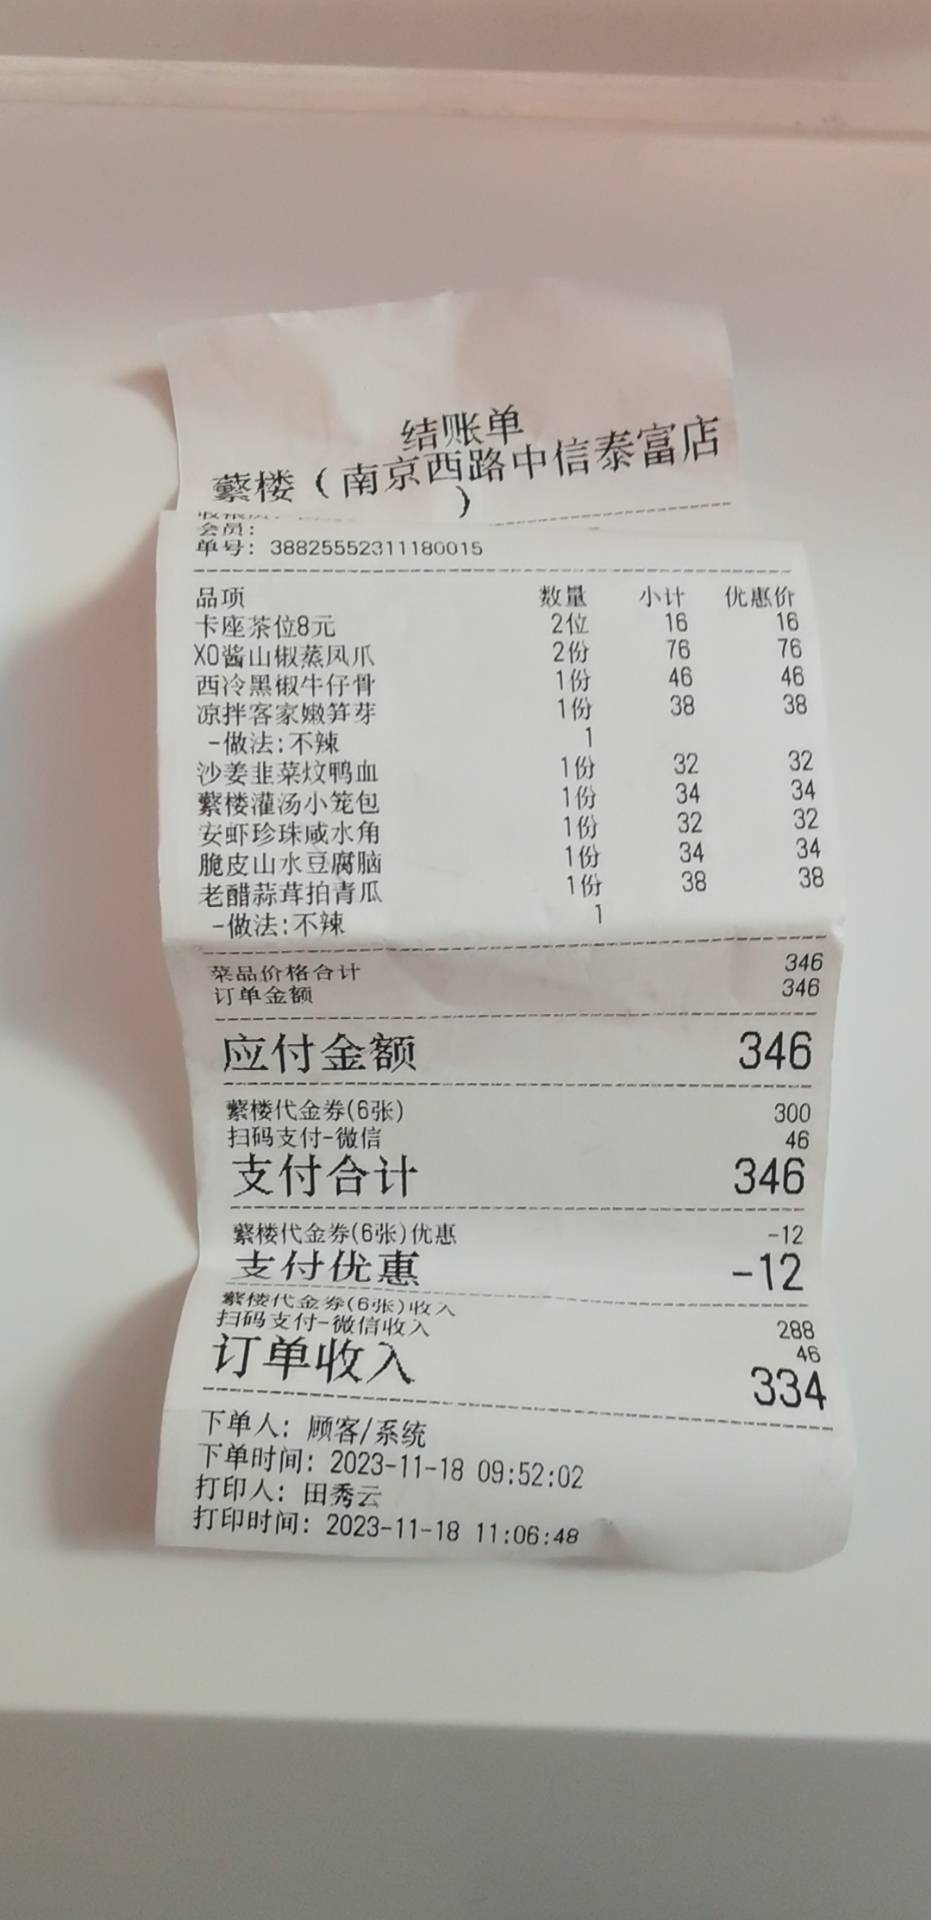 结账单
蘩楼（南京西路中信泰富店
）
会员：
单号：388255552311180015
品项 数量 小计 优惠价
卡座茶位8元 2位 16 16
XO酱山椒蒸凤爪 2份 76 76
西冷黑椒牛仔骨 1份 46 46
凉拌客家嫩笋芽 1份 38 38
-做法:不辣 1
沙姜韭菜炆鸭血 1份 32 32
蘩楼灌汤小笼包 1份 34 34
安虾珍珠咸水角 1份 32 32
脆皮山水豆腐脑 1份 34 34
老醋蒜茸拍青瓜 1份 38 38
-做法:不辣 1
菜品价格合计 346
订单金额 346
应付金额 346
蘩楼代金券(6张) 300
扫码支付-微信 46
支付合计 346
蘩楼代金券(6张)优惠 -12
支付优惠 -12
蘩楼代金券(6张)收入 288
扫码支付-微信收入 46
订单收入 334
下单人：顾客/系统
下单时间：2023-11-18 09:52:02
打印人：田秀云
打印时间：2023-11-18 11:06:48